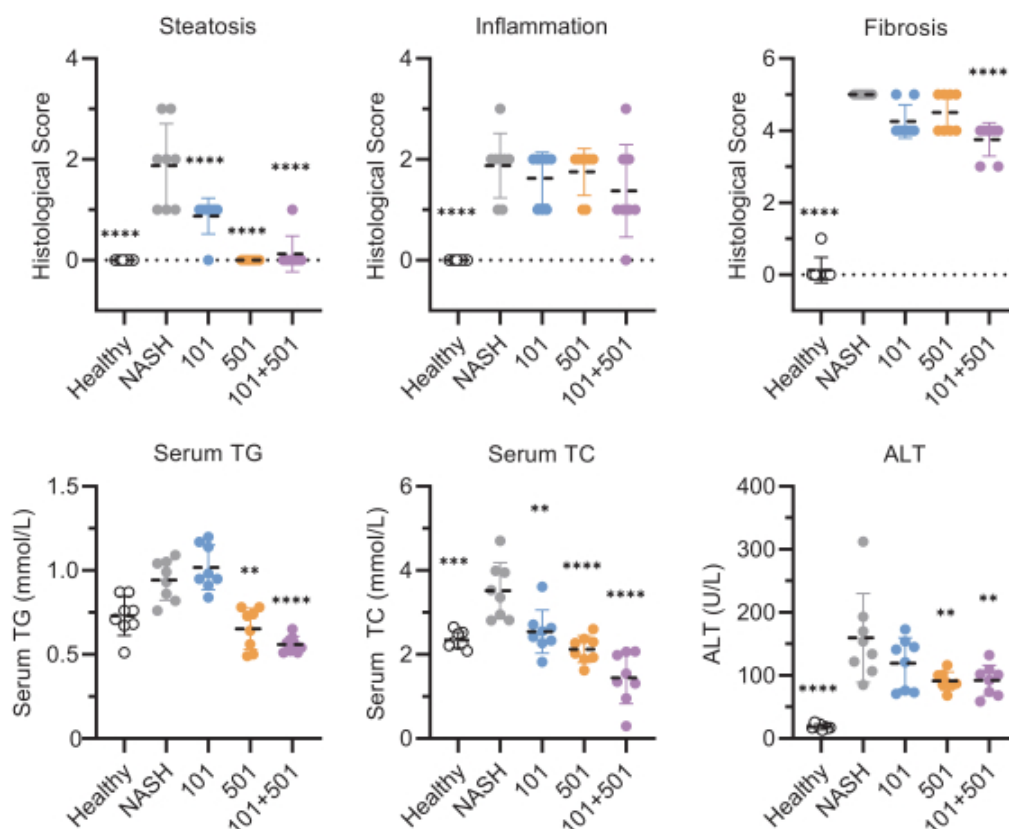 Steatosis
Histological Score
4
2
0
****
****
****
****
Healthy
NASH
101
501
101+501
Inflammation
Histological Score
4
2
0
****
Healthy
NASH
101
501
101+501
Fibrosis
Histological Score
6
4
2
0
****
****
Healthy
NASH
101
501
101+501
Serum TG
Serum TG (mmol/L)
1.5
1.0
0.5
0
**
****
Healthy
NASH
101
501
101+501
Serum TC
Serum TC (mmol/L)
6
4
2
0
***
**
****
****
Healthy
NASH
101
501
101+501
ALT
ALT (U/L)
400
300
200
100
0
****
**
**
Healthy
NASH
101
501
101+501